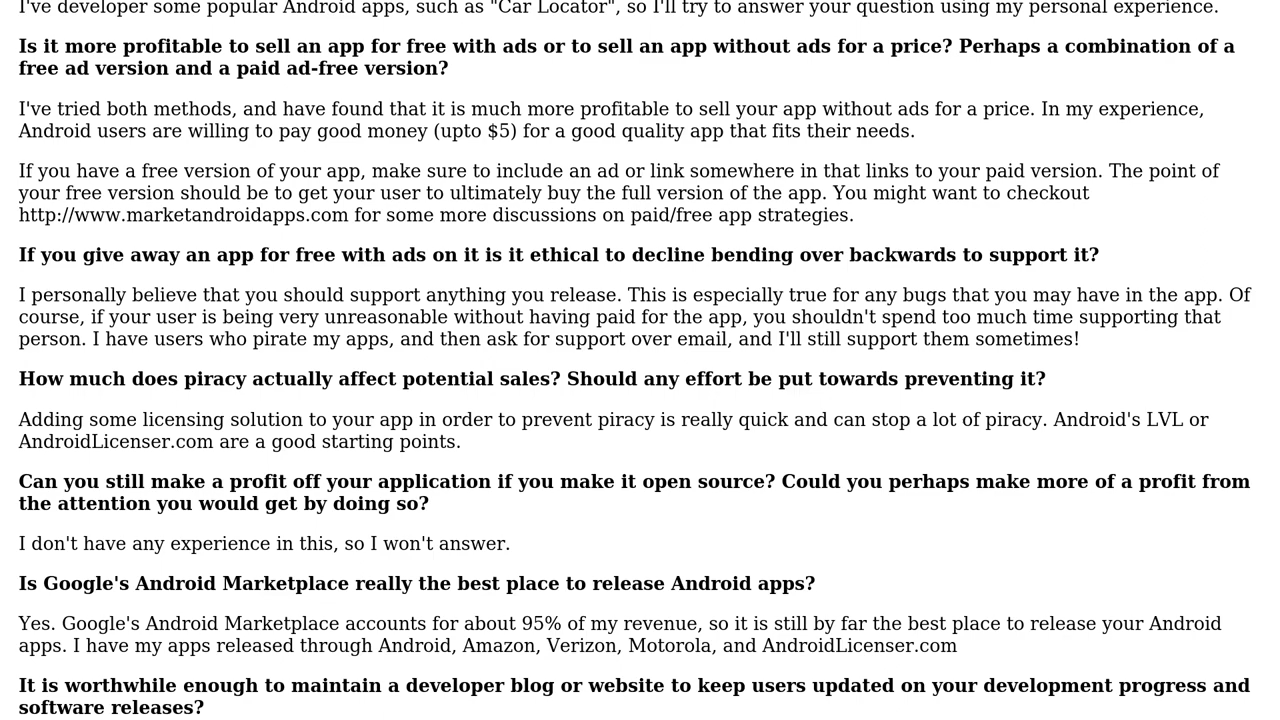 I've developer some popular Android apps, such as "Car Locator", so I'll try to answer your question using my personal experience.
Is it more profitable to sell an app for free with ads or to sell an app without ads for a price? Perhaps a combination of a
free ad version and a paid ad-free version?
I've tried both methods, and have found that it is much more profitable to sell your app without ads for a price. In my experience,
Android users are willing to pay good money (upto $5) for a good quality app that fits their needs.
If you have a free version of your app, make sure to include an ad or link somewhere in that links to your paid version. The point of
your free version should be to get your user to ultimately buy the full version of the app. You might want to checkout
http://www.marketandroidapps.com for some more discussions on paid/free app strategies.
If you give away an app for free with ads on it is it ethical to decline bending over backwards to support it?
I personally believe that you should support anything you release. This is especially true for any bugs that you may have in the app. Of
course, if your user is being very unreasonable without having paid for the app, you shouldn't spend too much time supporting that
person. I have users who pirate my apps, and then ask for support over email, and I'll still support them sometimes!
How much does piracy actually affect potential sales? Should any effort be put towards preventing it?
Adding some licensing solution to your app in order to prevent piracy is really quick and can stop a lot of piracy. Android's LVL or
AndroidLicenser.com are a good starting points.
Can you still make a profit off your application if you make it open source? Could you perhaps make more of a profit from
the attention you would get by doing so?
I don't have any experience in this, so I won't answer.
Is Google's Android Marketplace really the best place to release Android apps?
Yes. Google's Android Marketplace accounts for about 95% of my revenue, so it is still by far the best place to release your Android
apps. I have my apps released through Android, Amazon, Verizon, Motorola, and AndroidLicenser.com
It is worthwhile enough to maintain a developer blog or website to keep users updated on your development progress and
software releases?